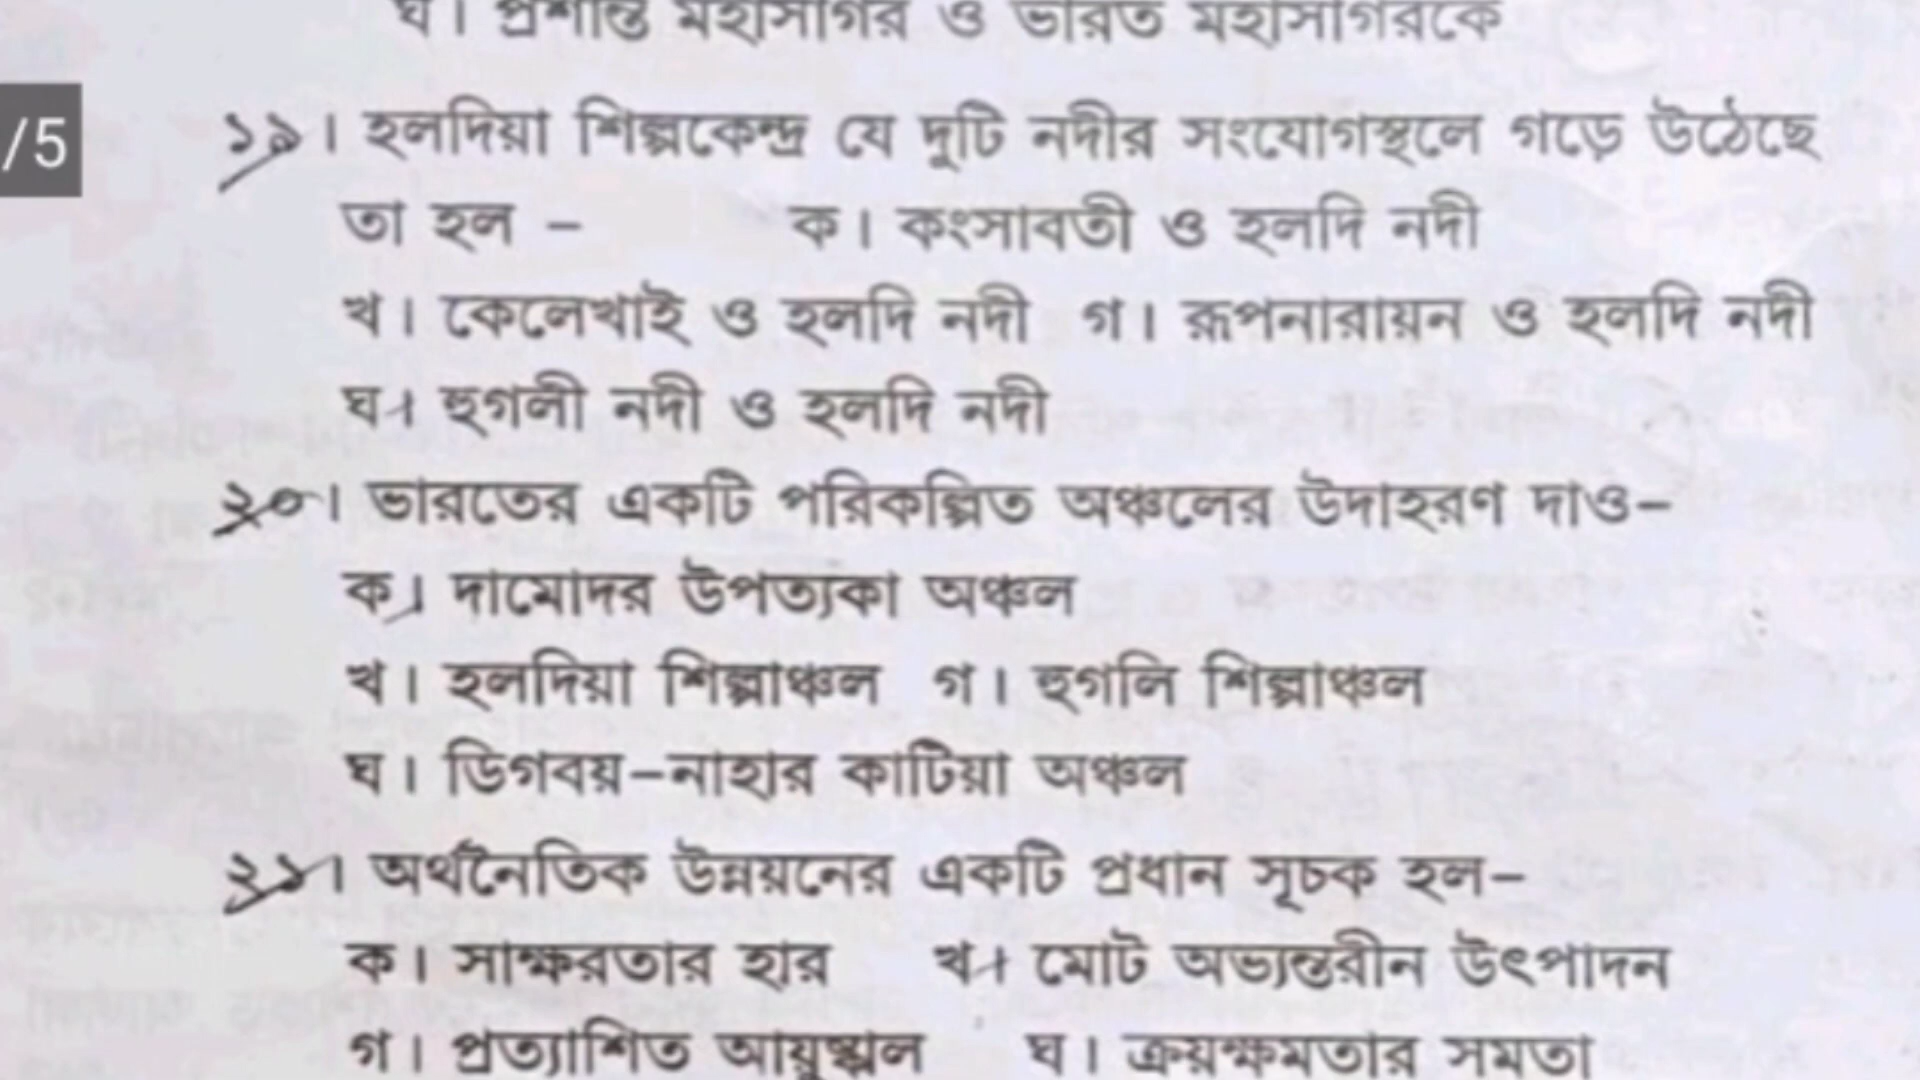 ঘ। প্রশান্ত মহাসাগর ও ভারত মহাসাগরকে
/5
১৯। হলদিয়া শিল্পকেন্দ্র যে দুটি নদীর সংযোগস্থলে গড়ে উঠেছে
তা হল – ক। কংসাবতী ও হলদি নদী
খ। কেলেখাই ও হলদি নদী গ। রূপনারায়ন ও হলদি নদী
ঘ। হুগলী নদী ও হলদি নদী
২০। ভারতের একটি পরিকল্পিত অঞ্চলের উদাহরণ দাও–
ক। দামোদর উপত্যকা অঞ্চল
খ। হলদিয়া শিল্পাঞ্চল গ। হুগলি শিল্পাঞ্চল
ঘ। ডিগবয়–নাহার কাটিয়া অঞ্চল
২১। অর্থনৈতিক উন্নয়নের একটি প্রধান সূচক হল–
ক। সাক্ষরতার হার খ। মোট অভ্যন্তরীন উৎপাদন
গ। প্রত্যাশিত আয়ুষ্কাল ঘ। ক্রয়ক্ষমতার সমতা